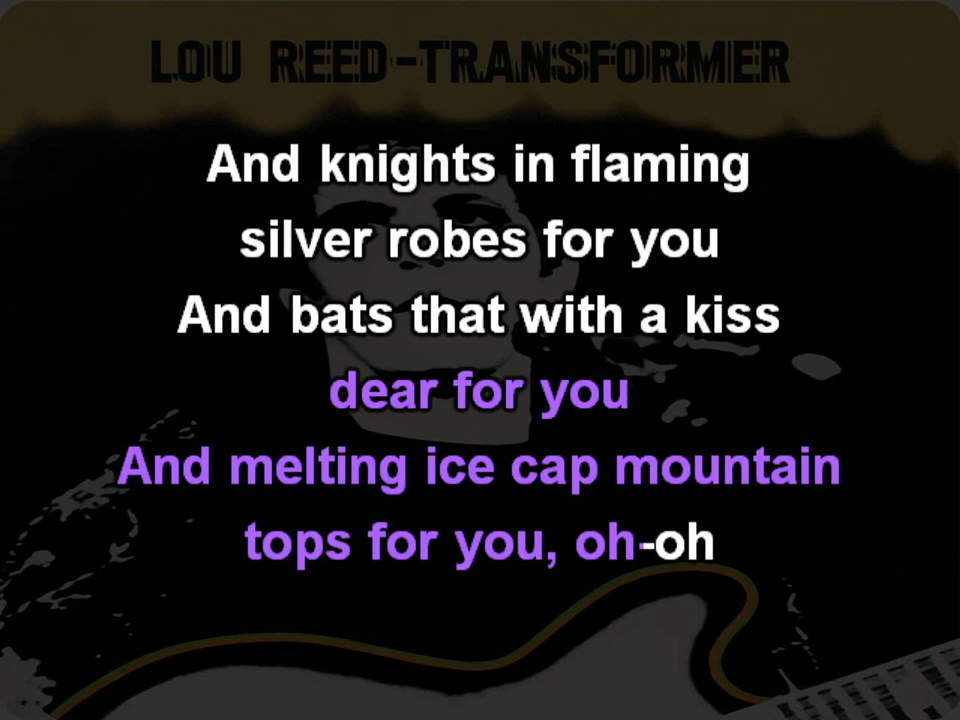 LOU REED-TRANSFORMER
And knights in flaming
silver robes for you
And bats that with a kiss
dear for you
And melting ice cap mountain
tops for you, oh-oh